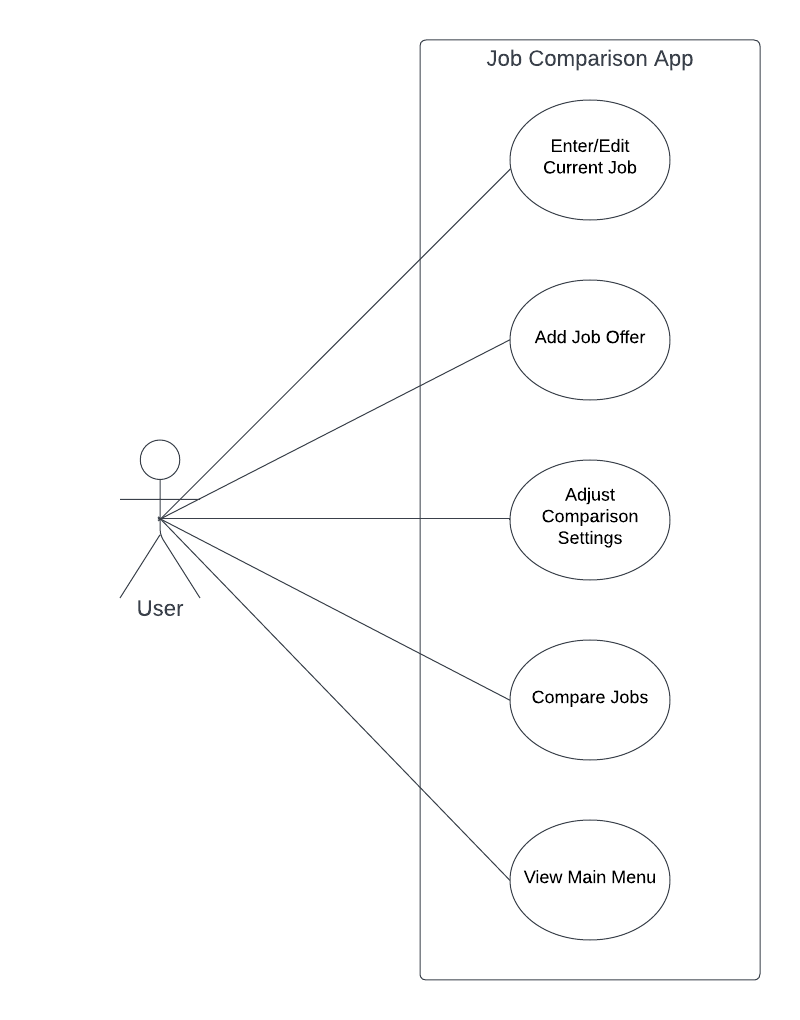 Job Comparison App
Enter/Edit
Current Job
Add Job Offer
Adjust
Comparison
Settings
User
Compare Jobs
View Main Menu